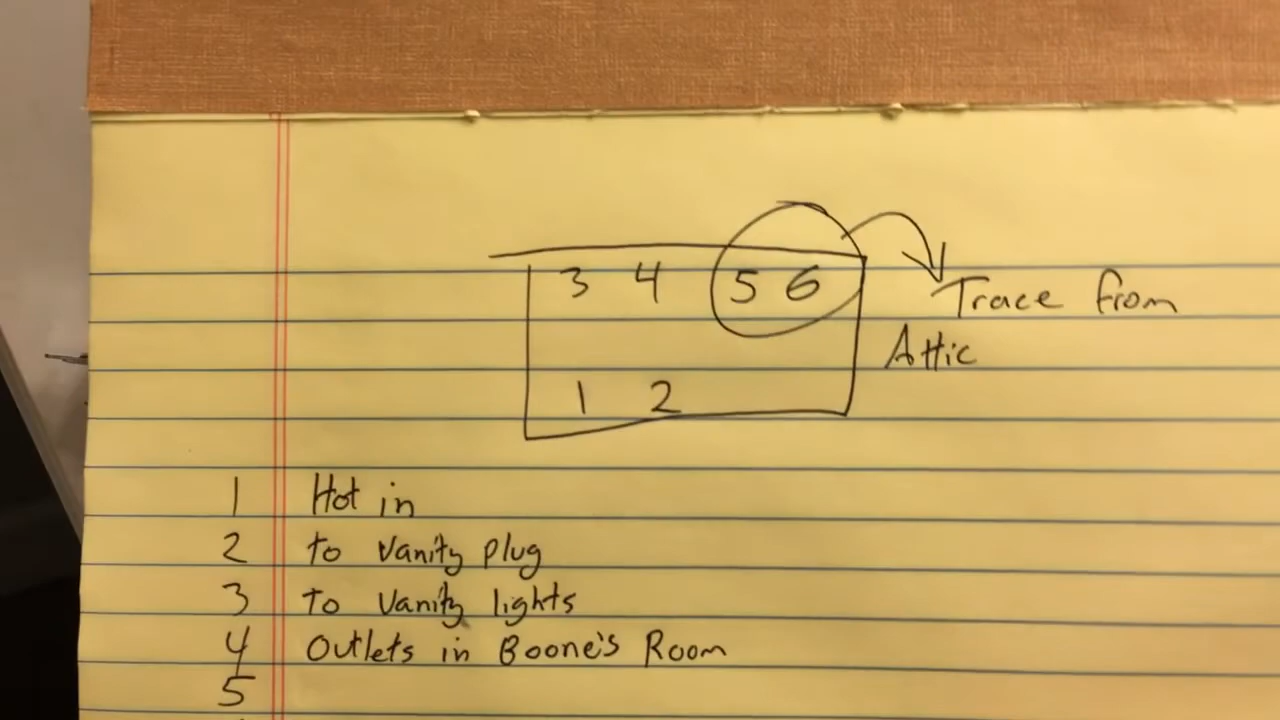 3 4 5 6
Trace from
Attic
1 2
1 Hot in
2 to Vanity plug
3 To Vanity lights
4 Outlets in Boone's Room
5